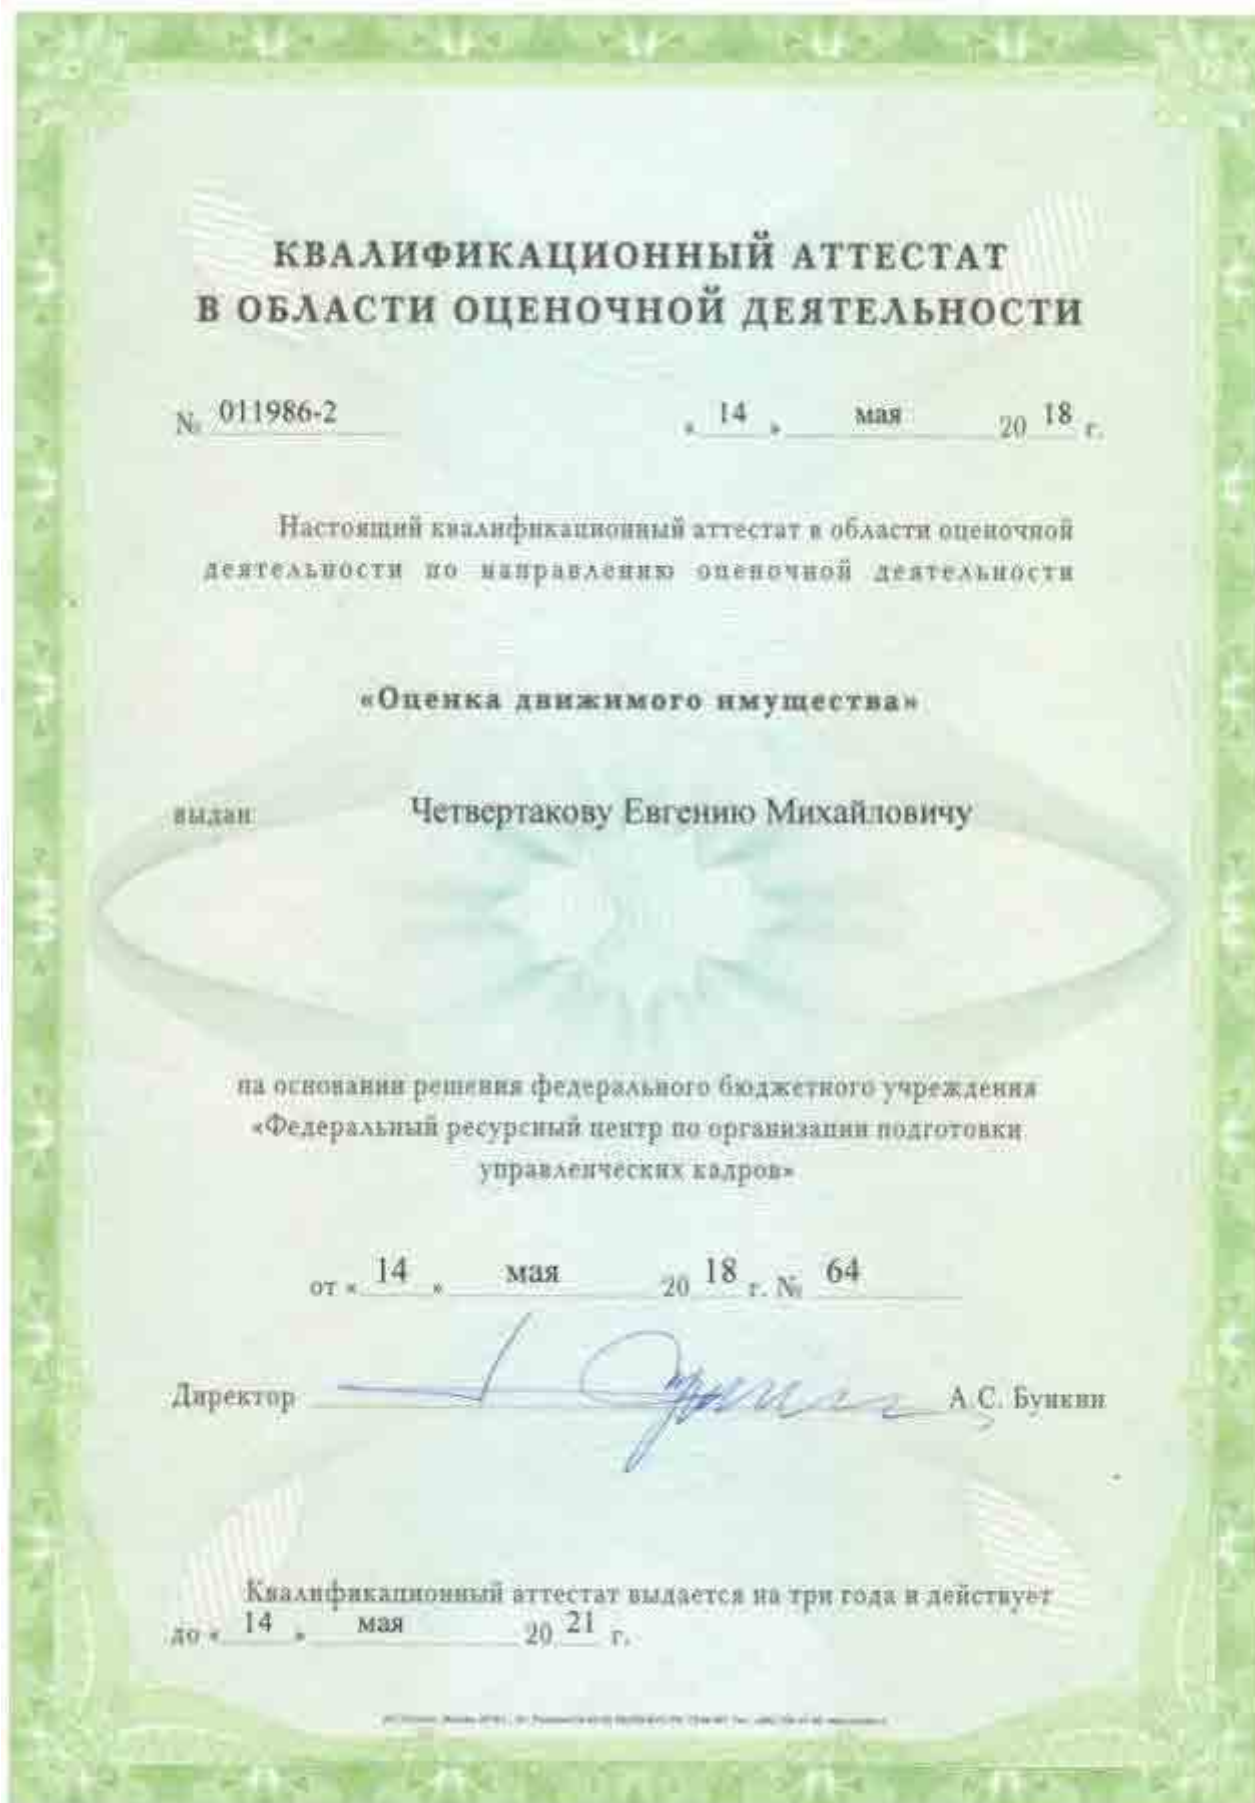 КВАЛИФИКАЦИОННЫЙ АТТЕСТАТ
В ОБЛАСТИ ОЦЕНОЧНОЙ ДЕЯТЕЛЬНОСТИ
№ 011986-2 « 14 » мая 20 18 г.
Настоящий квалификационный аттестат в области оценочной
деятельности по направлению оценочной деятельности
«Оценка движимого имущества»
выдан Четвертакову Евгению Михайловичу
на основании решения федерального бюджетного учреждения
«Федеральный ресурсный центр по организации подготовки
управленческих кадров»
от « 14 » мая 20 18 г. № 64
Директор А.С. Бункин
Квалификационный аттестат выдается на три года и действует
до « 14 » мая 20 21 г.